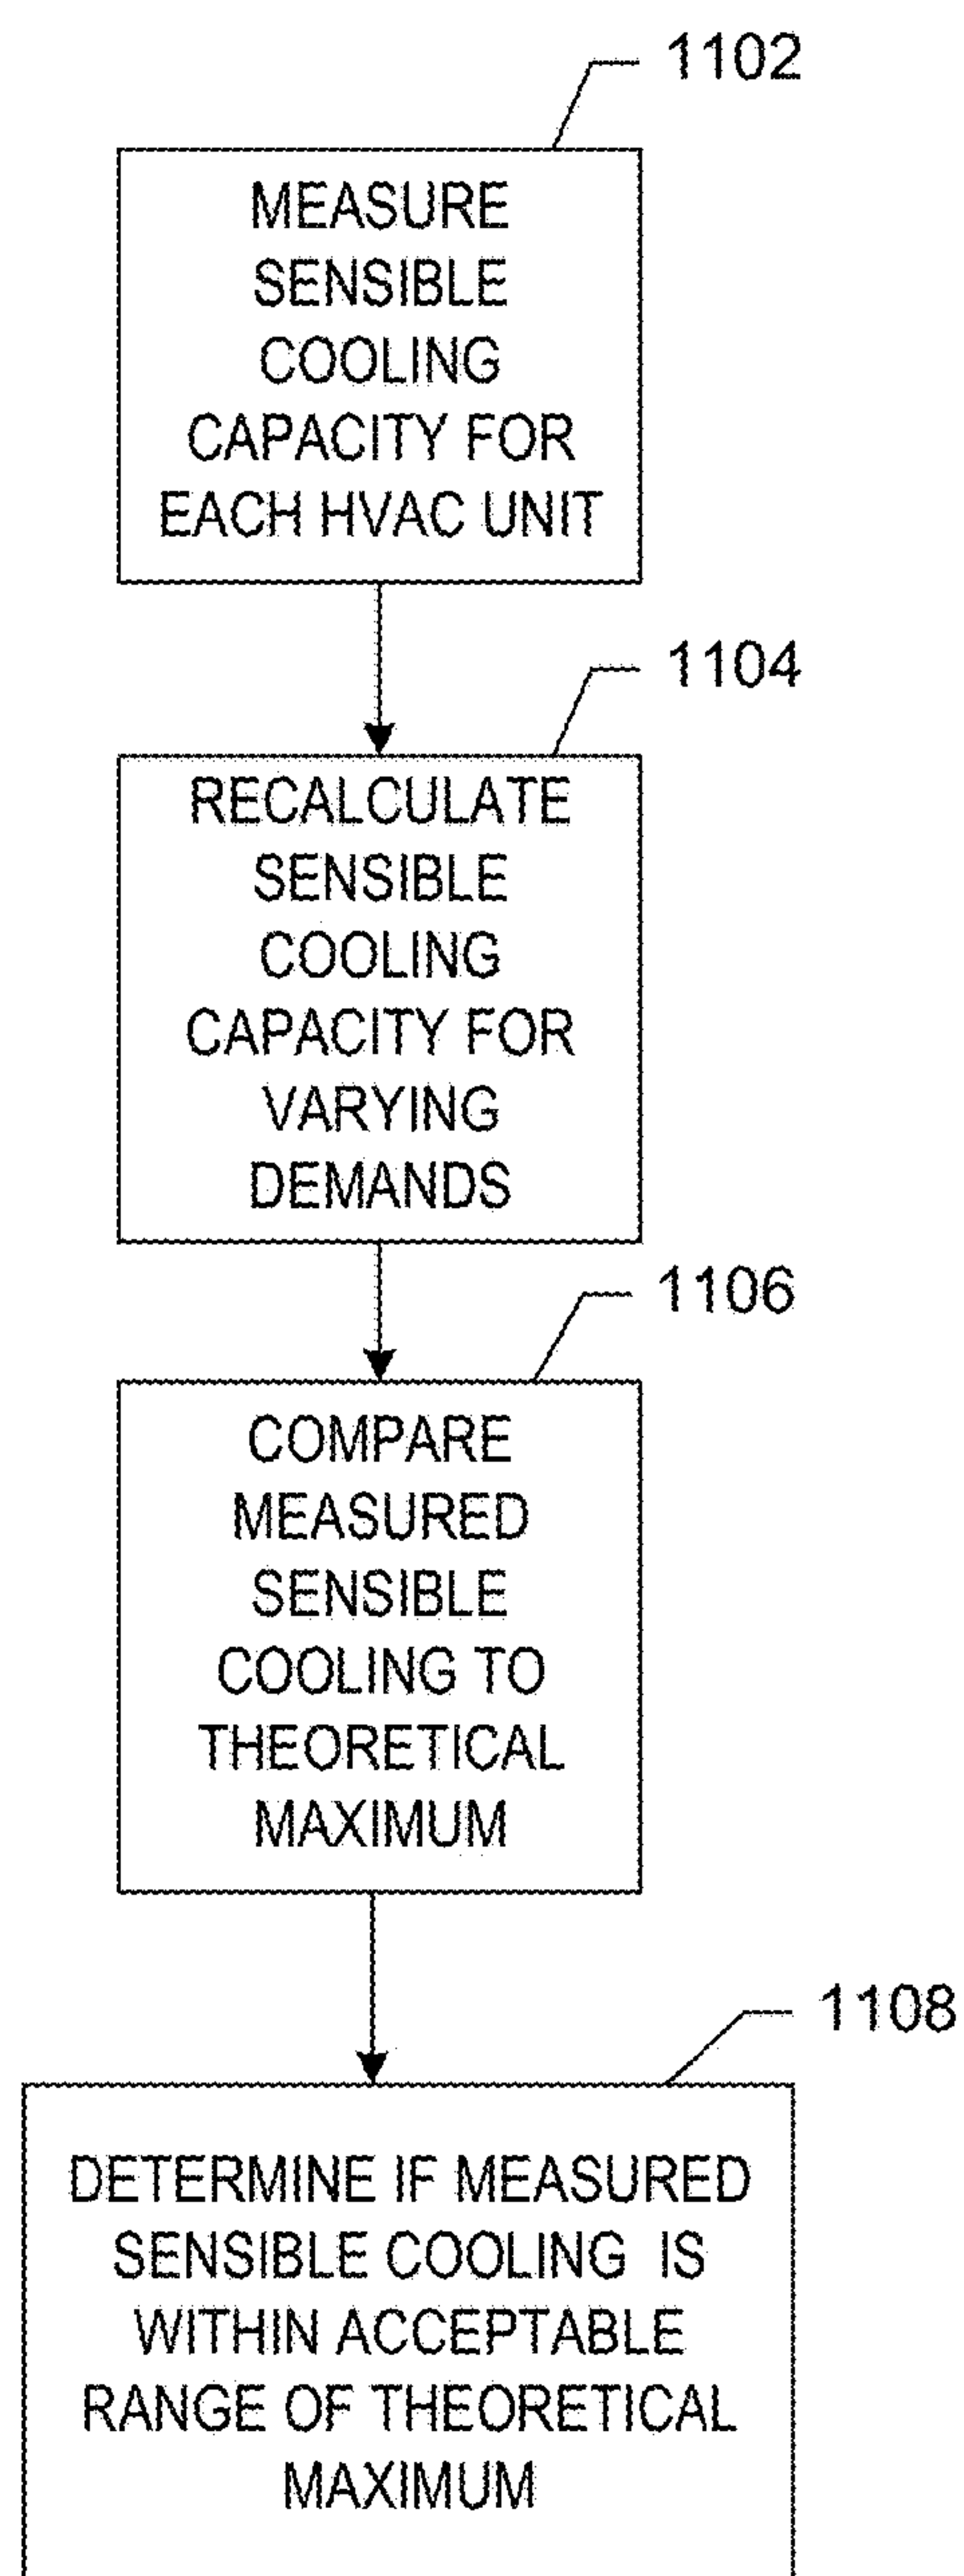 1102
MEASURE
SENSIBLE
COOLING
CAPACITY FOR
EACH HVAC UNIT
1104
RECALCULATE
SENSIBLE
COOLING
CAPACITY FOR
VARYING
DEMANDS
1106
COMPARE
MEASURED
SENSIBLE
COOLING TO
THEORETICAL
MAXIMUM
1108
DETERMINE IF MEASURED
SENSIBLE COOLING IS
WITHIN ACCEPTABLE
RANGE OF THEORETICAL
MAXIMUM